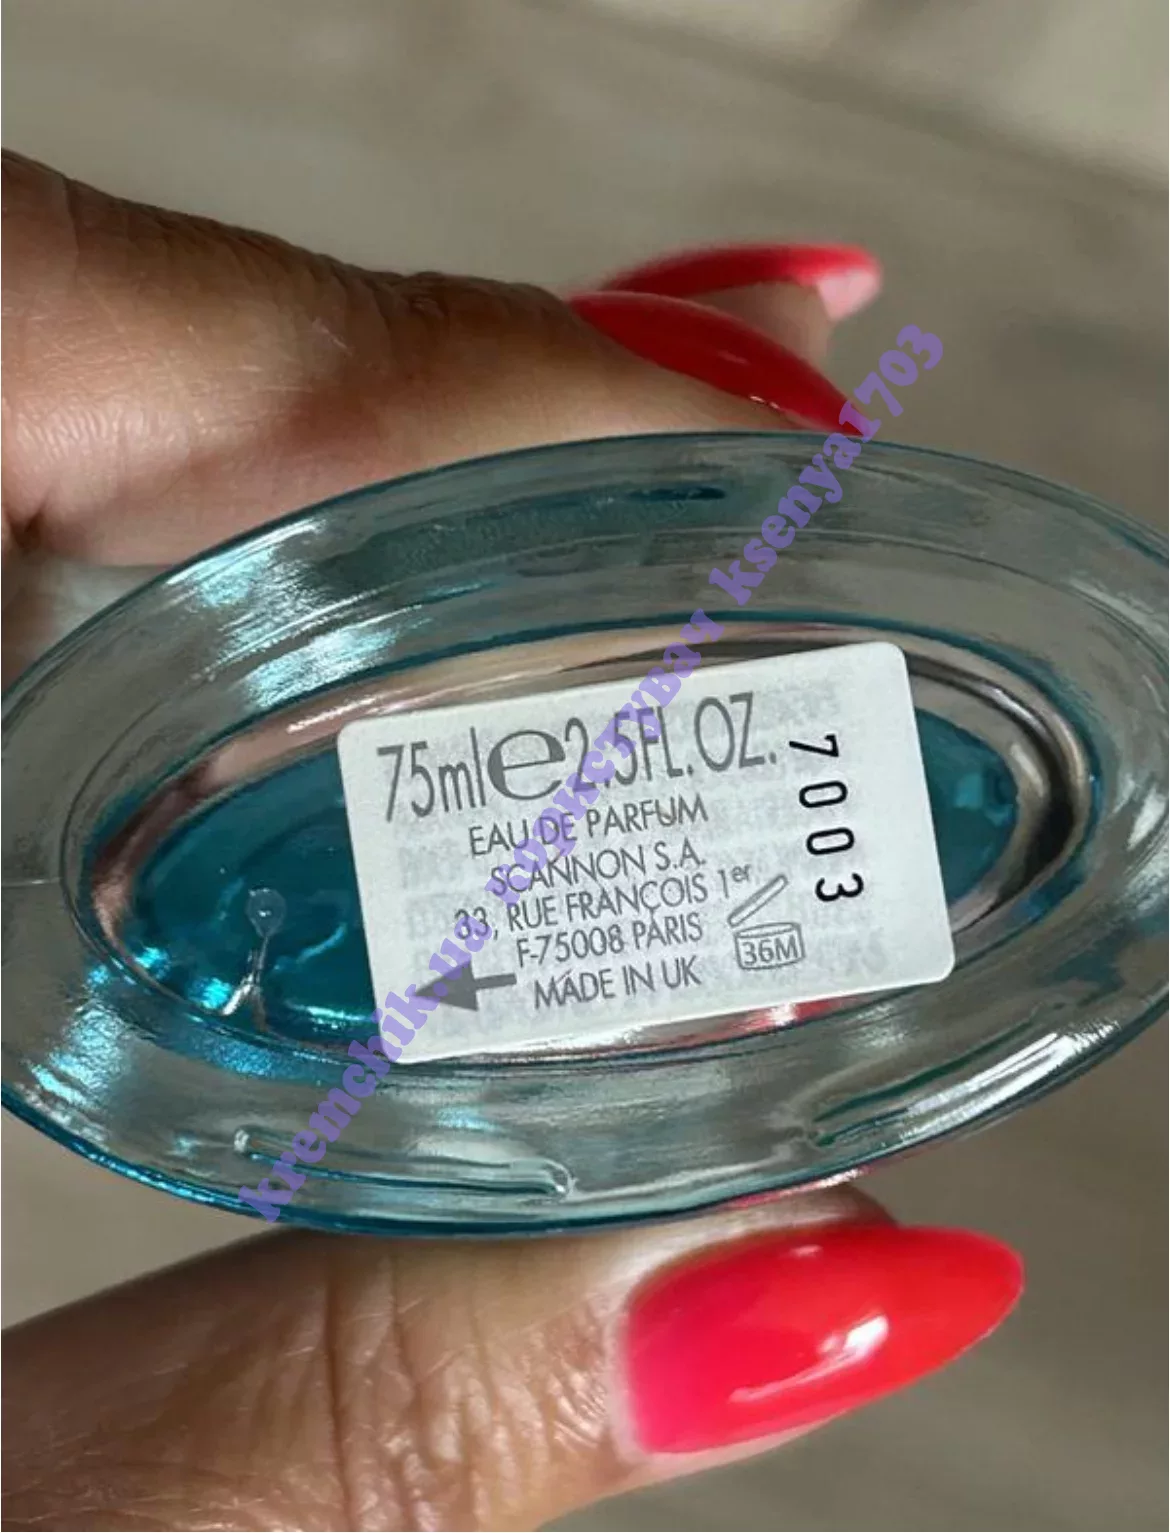 75ml e 2.5FL. OZ.
EAU DE PARFUM
SCANNON S.A.
33, RUE FRANÇOIS 1er
F-75008 PARIS
MADE IN UK
36M
7003
kremchik.ua користувач ksenya1703